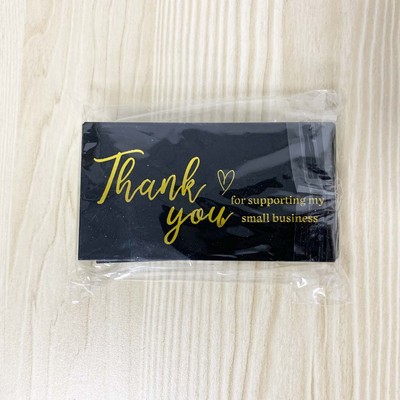 Thank
you
for supporting my
small business